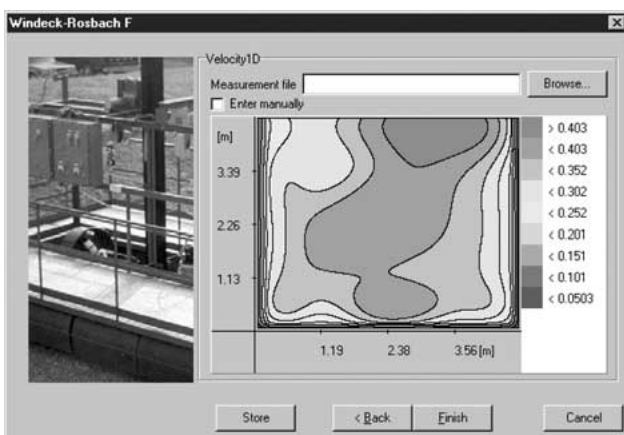 Windeck-Rosbach F
Velocity1D
Measurement file
Browse...
Enter manually
[m]
3.39
2.26
1.13
1.19 2.38 3.56 [m]
> 0.403
< 0.403
< 0.352
< 0.302
< 0.252
< 0.201
< 0.151
< 0.101
< 0.0503
Store
< Back
Finish
Cancel